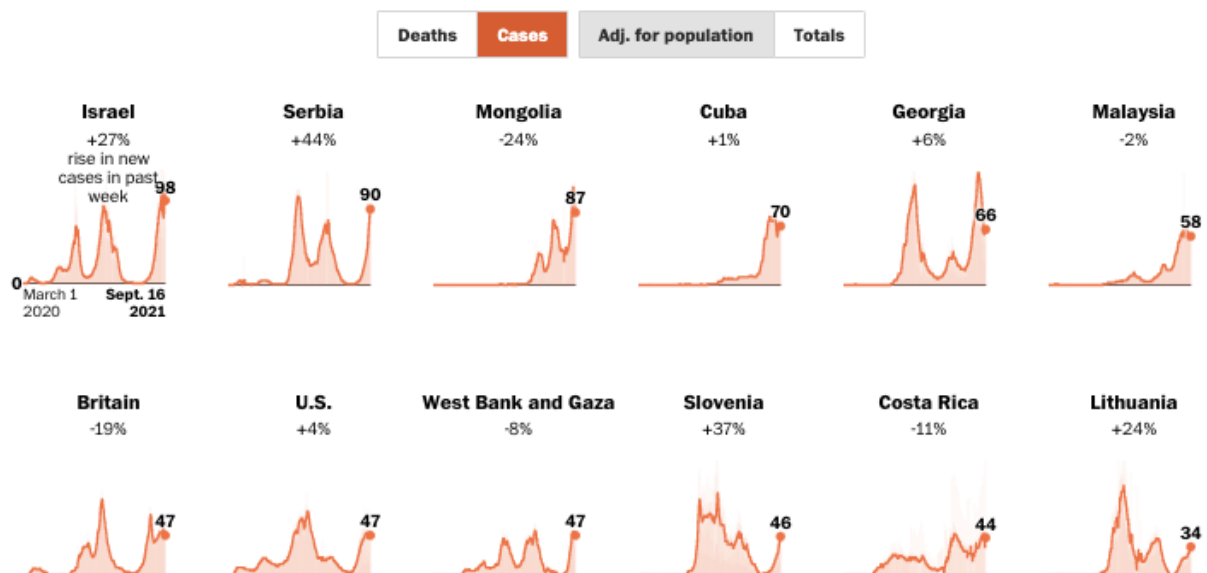 Deaths Cases Adj. for population Totals
Israel Serbia Mongolia Cuba Georgia Malaysia
+27% +44% -24% +1% +6% -2%
rise in new
cases in past
week
98 90 87 70 66 58
0
March 1 Sept. 16
2020 2021
Britain U.S. West Bank and Gaza Slovenia Costa Rica Lithuania
-19% +4% -8% +37% -11% +24%
47 47 47 46 44 34